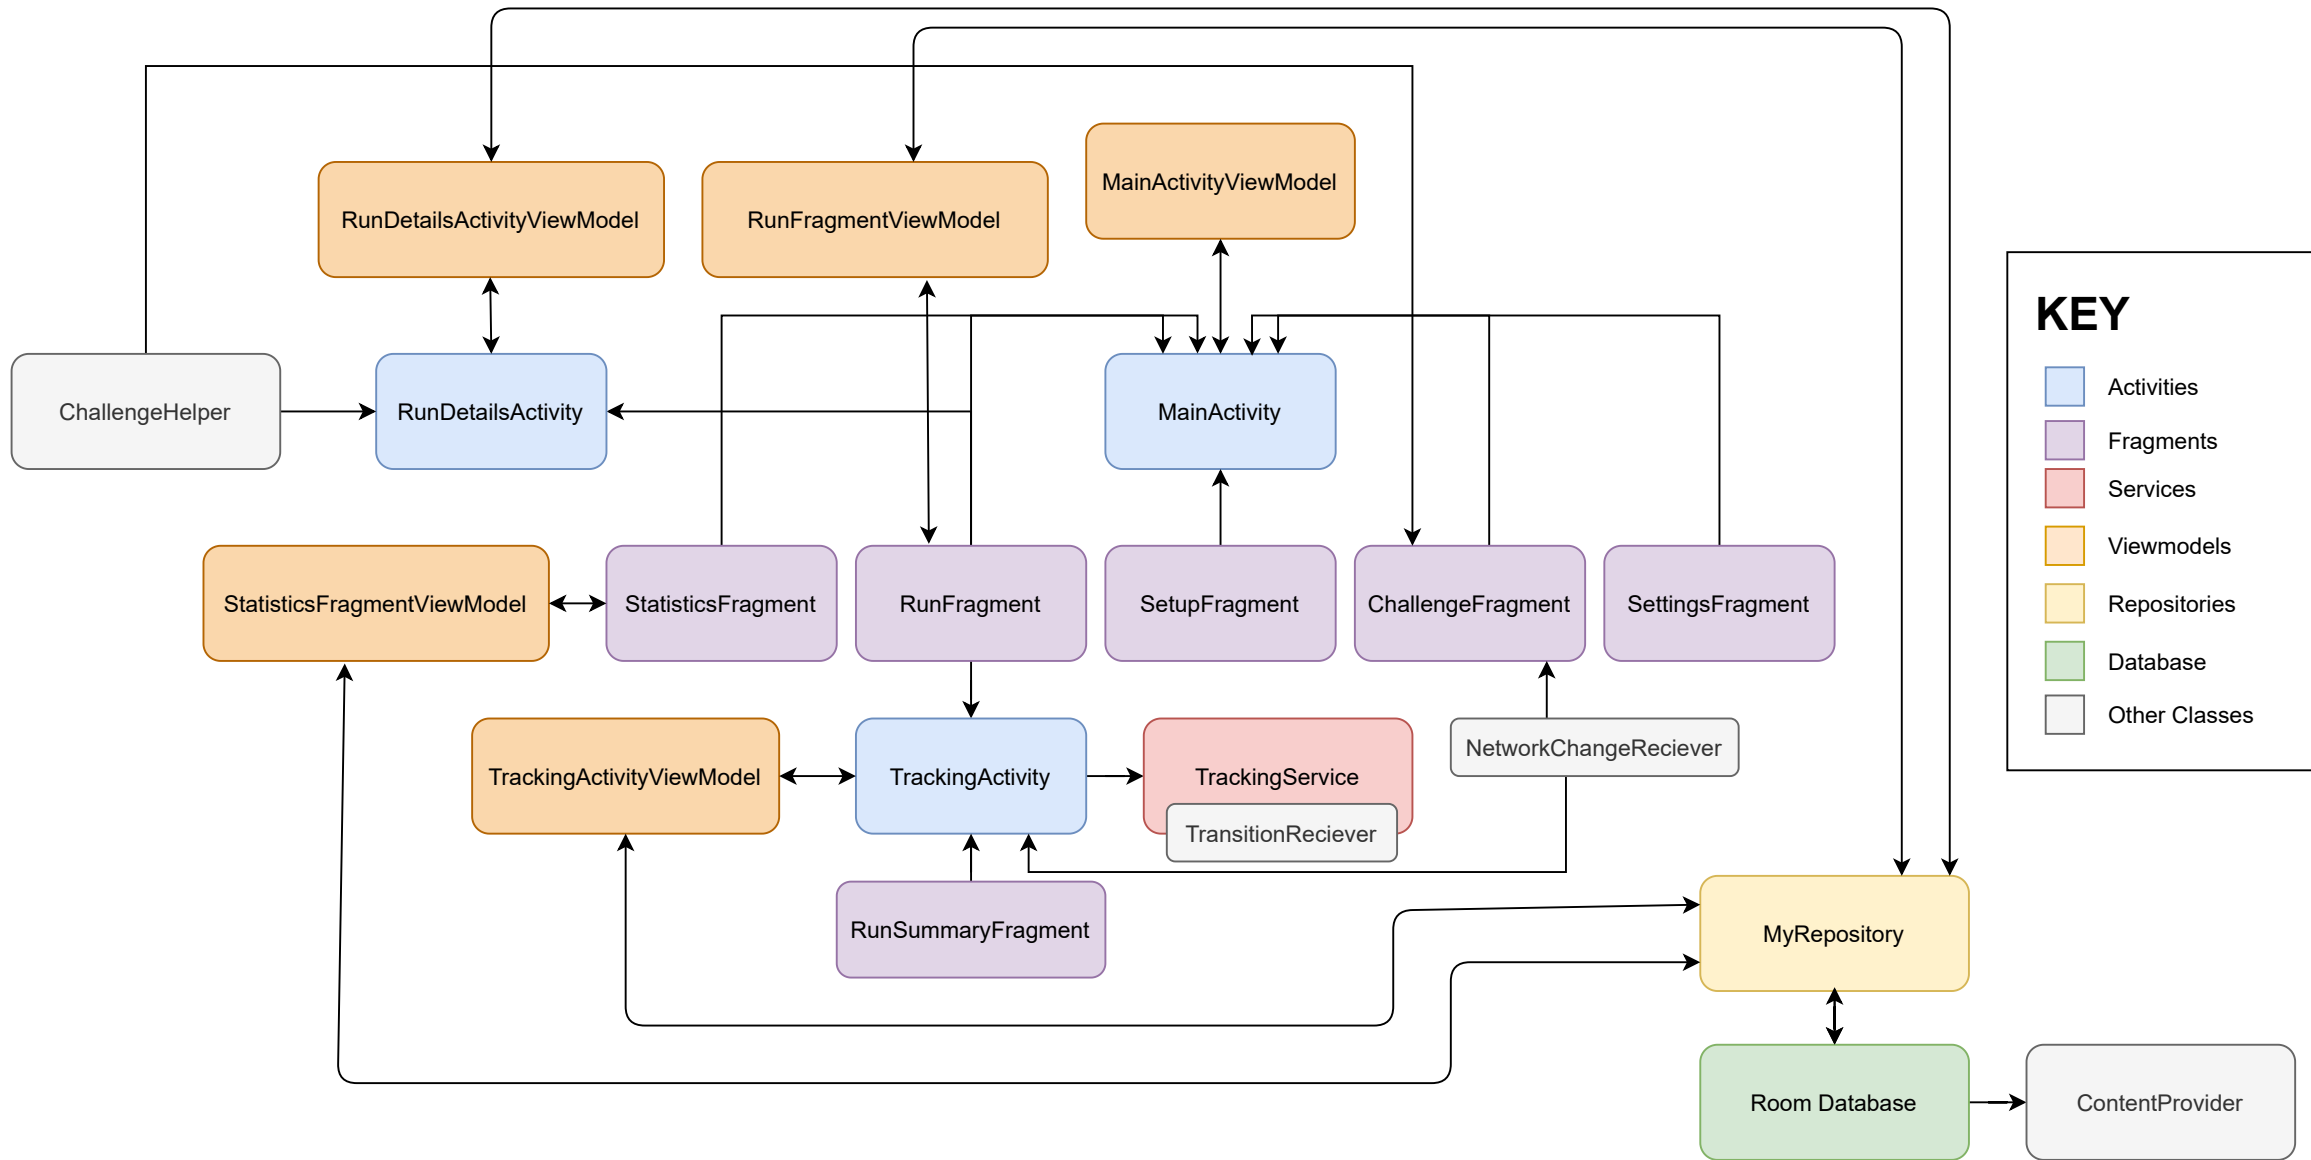 MainActivityViewModel
RunDetailsActivityViewModel
RunFragmentViewModel
KEY
Activities
Fragments
Services
Viewmodels
Repositories
Database
Other Classes
ChallengeHelper
RunDetailsActivity
MainActivity
StatisticsFragmentViewModel
StatisticsFragment
RunFragment
SetupFragment
ChallengeFragment
SettingsFragment
TrackingActivityViewModel
TrackingActivity
TrackingService
NetworkChangeReciever
TransitionReciever
RunSummaryFragment
MyRepository
Room Database
ContentProvider